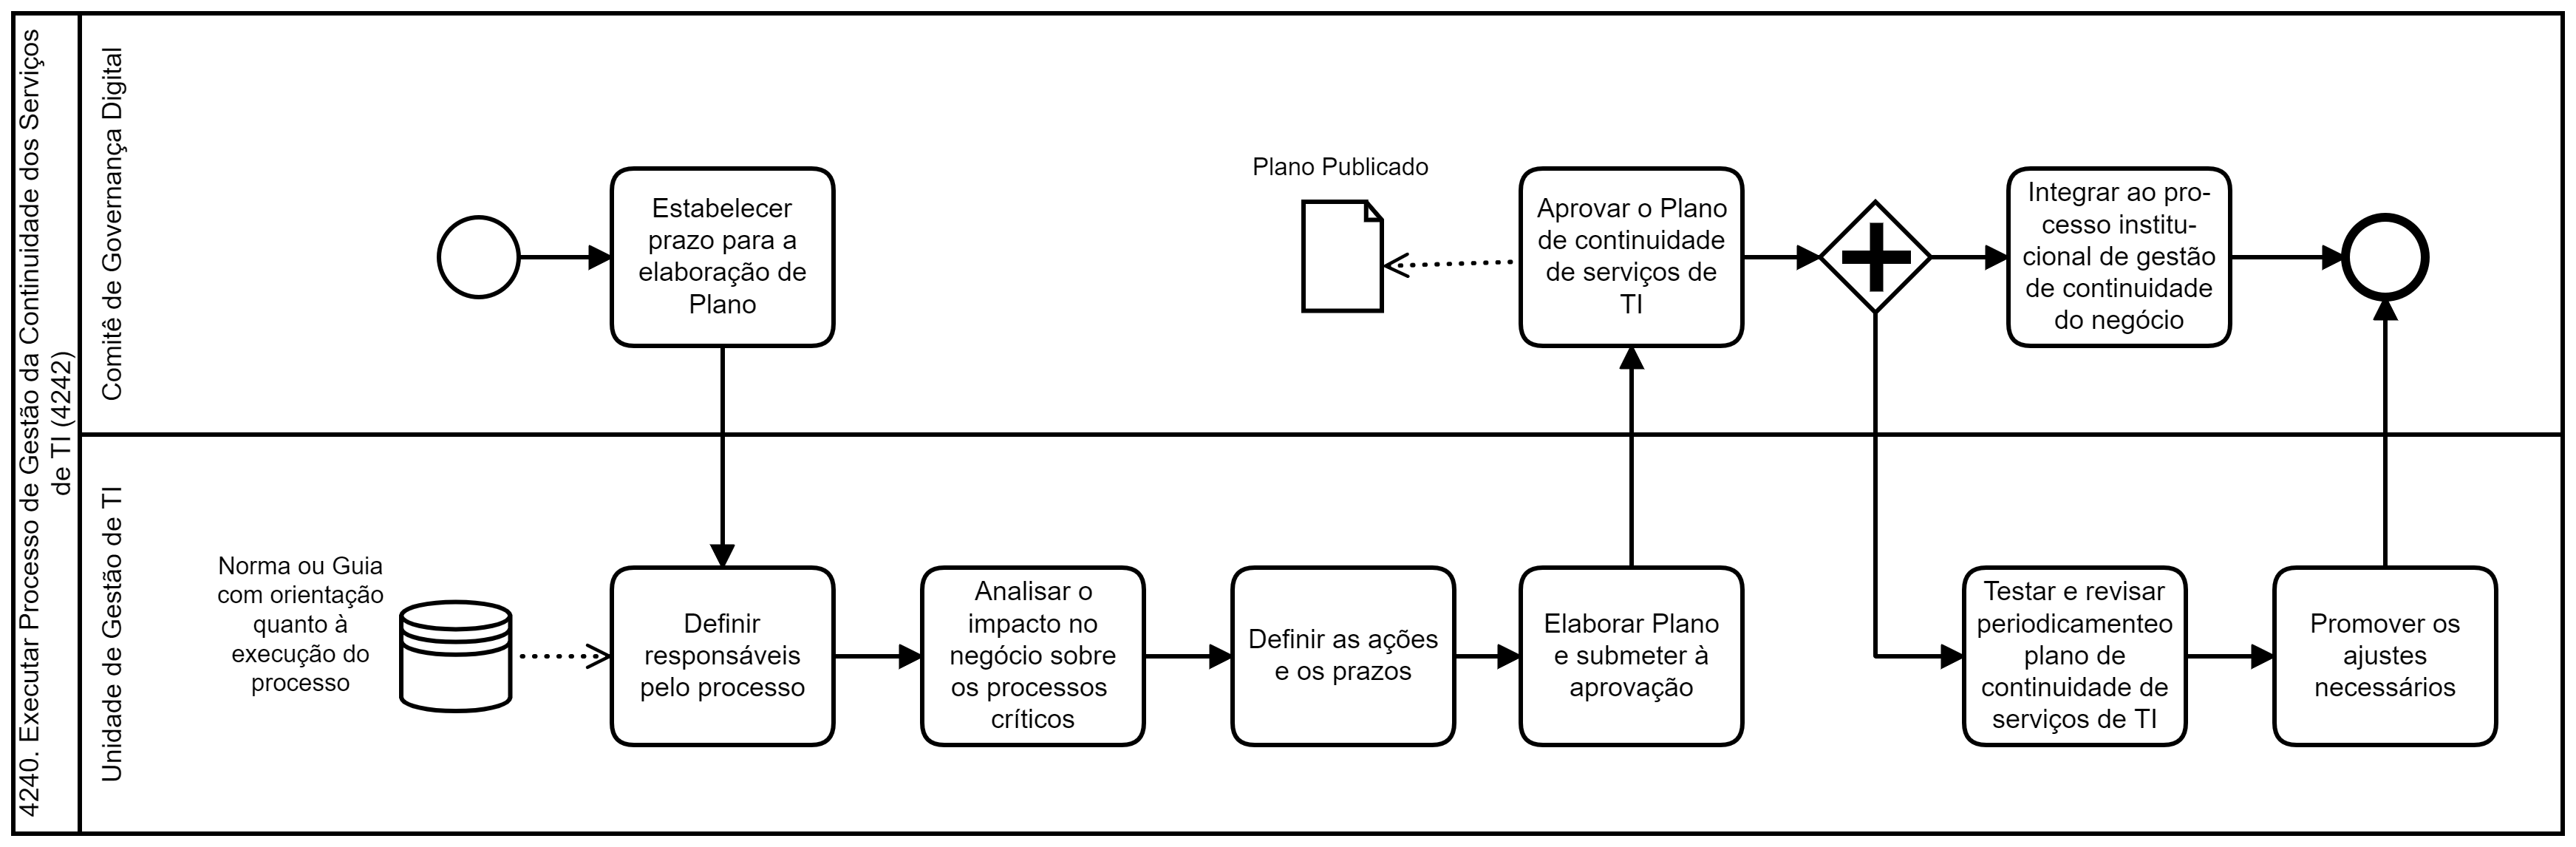 4240. Executar Processo de Gestão da Continuidade dos Serviços
de TI (4242)
Comitê de Governança Digital
Estabelecer
prazo para a
elaboração de
Plano
Plano Publicado
Aprovar o Plano
de continuidade
de serviços de
TI
Integrar ao pro-
cesso institu-
cional de gestão
de continuidade
do negócio
Unidade de Gestão de TI
Norma ou Guia
com orientação
quanto à
execução do
processo
Definir
responsáveis
pelo processo
Analisar o
impacto no
negócio sobre
os processos
críticos
Definir as ações
e os prazos
Elaborar Plano
e submeter à
aprovação
Testar e revisar
periodicamenteo
plano de
continuidade de
serviços de TI
Promover os
ajustes
necessários